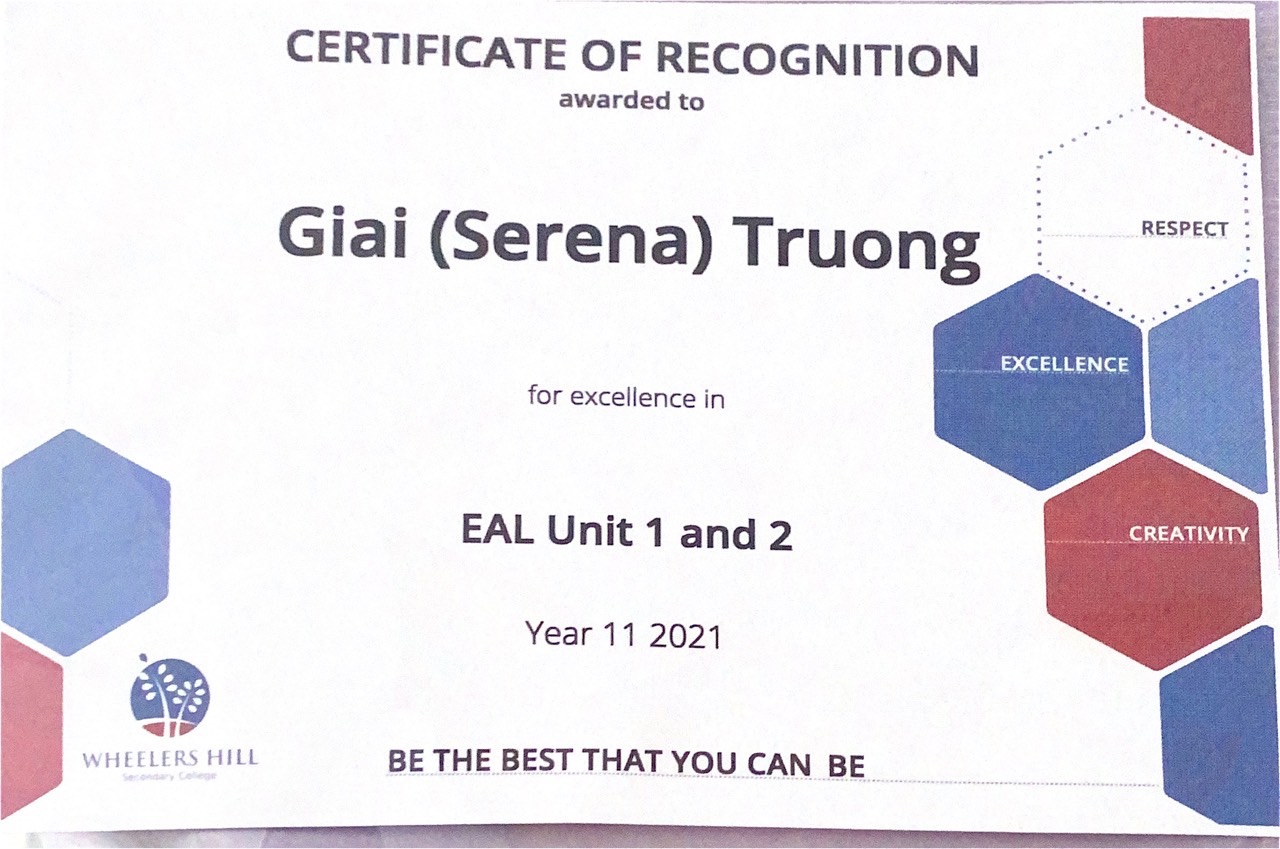 CERTIFICATE OF RECOGNITION
awarded to
Giai (Serena) Truong
RESPECT
EXCELLENCE
for excellence in
EAL Unit 1 and 2
CREATIVITY
Year 11 2021
WHEELERS HILL
Secondary College
BE THE BEST THAT YOU CAN BE